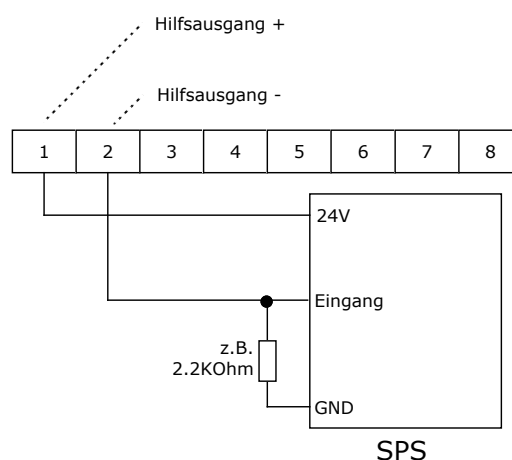 Hilfsausgang +
Hilfsausgang -
1 2 3 4 5 6 7 8
24V
Eingang
z.B.
2.2KOhm
GND
SPS